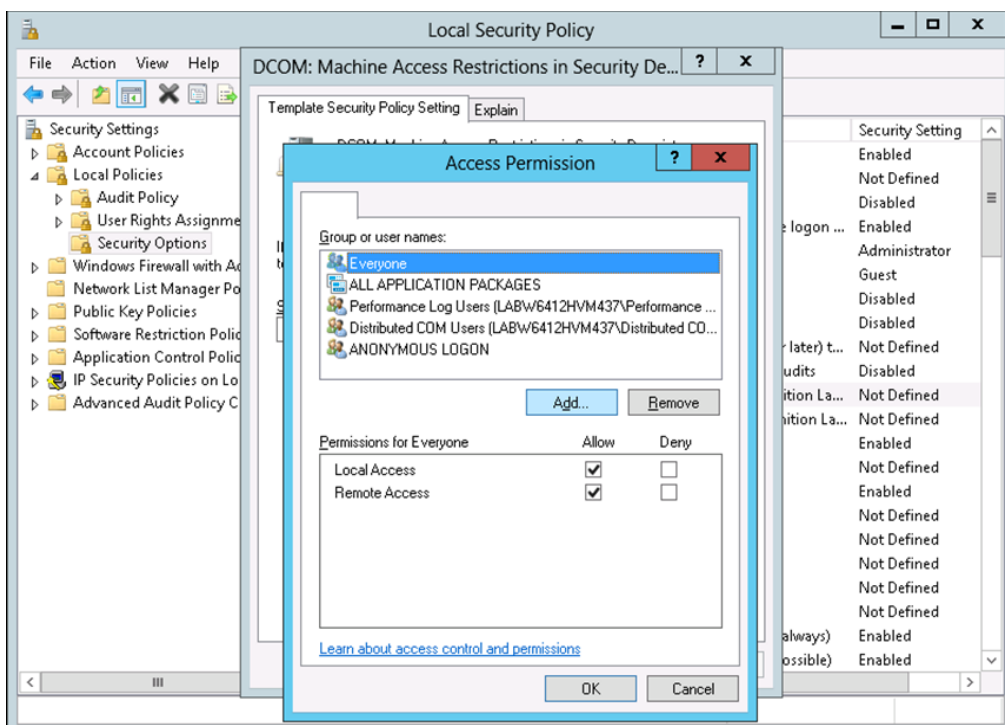 Local Security Policy
File Action View Help
DCOM: Machine Access Restrictions in Security De...
Template Security Policy Setting Explain
Security Settings
Account Policies
Local Policies
Audit Policy
User Rights Assignme
Security Options
Windows Firewall with Ad
Network List Manager Po
Public Key Policies
Software Restriction Polic
Application Control Polic
IP Security Policies on Lo
Advanced Audit Policy C
Access Permission
Group or user names:
Everyone
ALL APPLICATION PACKAGES
Performance Log Users (LABW6412HVM437\Performance ...
Distributed COM Users (LABW6412HVM437\Distributed CO...
ANONYMOUS LOGON
Add... Remove
Permissions for Everyone Allow Deny
Local Access
Remote Access
Learn about access control and permissions
OK Cancel
Security Setting
Enabled
Not Defined
Disabled
e logon ... Enabled
Administrator
Guest
Disabled
Disabled
r later) t... Not Defined
udits Disabled
ition La... Not Defined
nition La... Not Defined
Enabled
Not Defined
Enabled
Not Defined
Not Defined
Not Defined
Not Defined
Not Defined
always) Enabled
ossible) Enabled